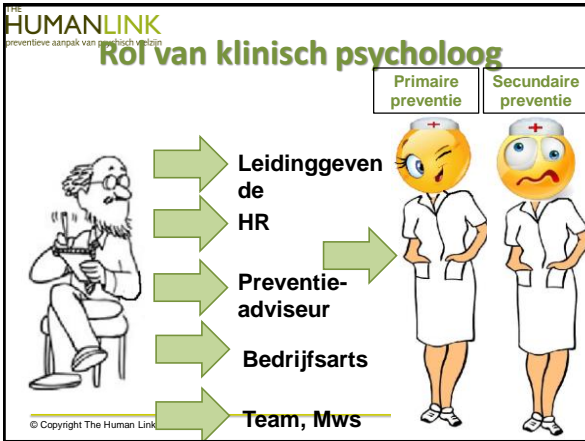 THE
HUMANLINK
preventieve aanpak van psychisch welzijn
Rol van klinisch psycholoog
Primaire
preventie
Secundaire
preventie
Leidinggeven
de
HR
Preventie-
adviseur
Bedrijfsarts
Team, Mws
© Copyright The Human Link